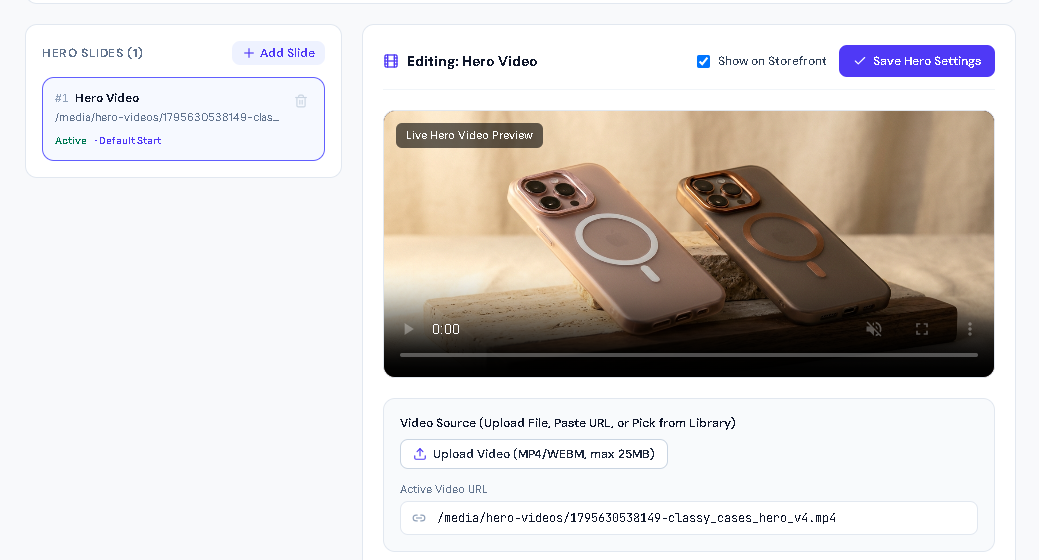 HERO SLIDES (1)
+ Add Slide
#1 Hero Video
/media/hero-videos/1795630538149-clas...
Active · Default Start
Editing: Hero Video
Show on Storefront
Save Hero Settings
Live Hero Video Preview
0:00
Video Source (Upload File, Paste URL, or Pick from Library)
Upload Video (MP4/WEBM, max 25MB)
Active Video URL
/media/hero-videos/1795630538149-classy_cases_hero_v4.mp4